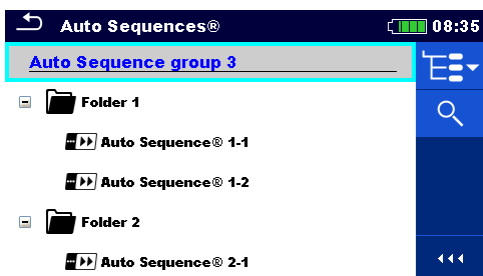 Auto Sequences®
08:35
Auto Sequence group 3
Folder 1
Auto Sequence® 1-1
Auto Sequence® 1-2
Folder 2
Auto Sequence® 2-1